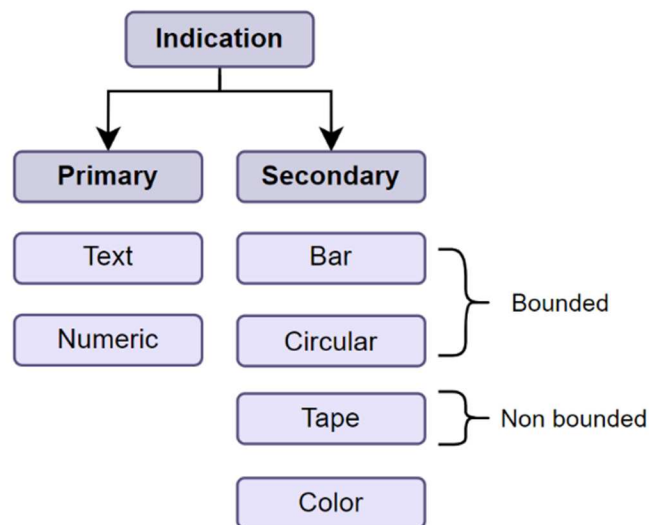 Indication
Primary
Secondary
Text
Bar
Numeric
Circular
Bounded
Tape
Non bounded
Color